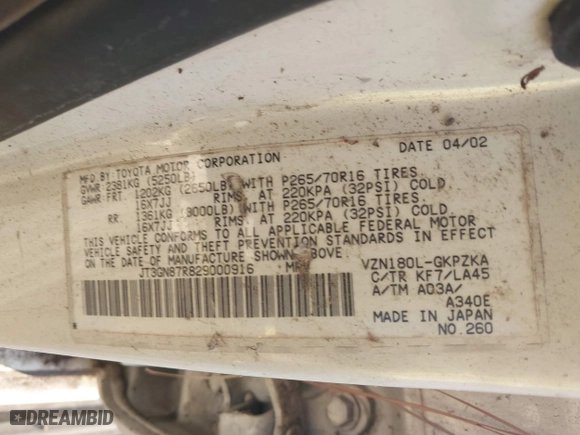 MFD BY: TOYOTA MOTOR CORPORATION DATE 04/02
GVWR 2381KG (5250LB)
GAWR FRT. 1202KG (2650LB) WITH P265/70R16 TIRES,
16X7JJ RIMS, AT 220KPA (32PSI) COLD
RR. 1361KG (3000LB) WITH P265/70R16 TIRES,
16X7JJ RIMS, AT 220KPA (32PSI) COLD
THIS VEHICLE CONFORMS TO ALL APPLICABLE FEDERAL MOTOR
VEHICLE SAFETY AND THEFT PREVENTION STANDARDS IN EFFECT
ON THE DATE OF MANUFACTURE SHOWN ABOVE.
JT3GN87R829000916 VZN180L-GKPZKA
C/TR KF7/LA45
A/TM A03A/
A340E
MADE IN JAPAN
NO.260
DREAMBID